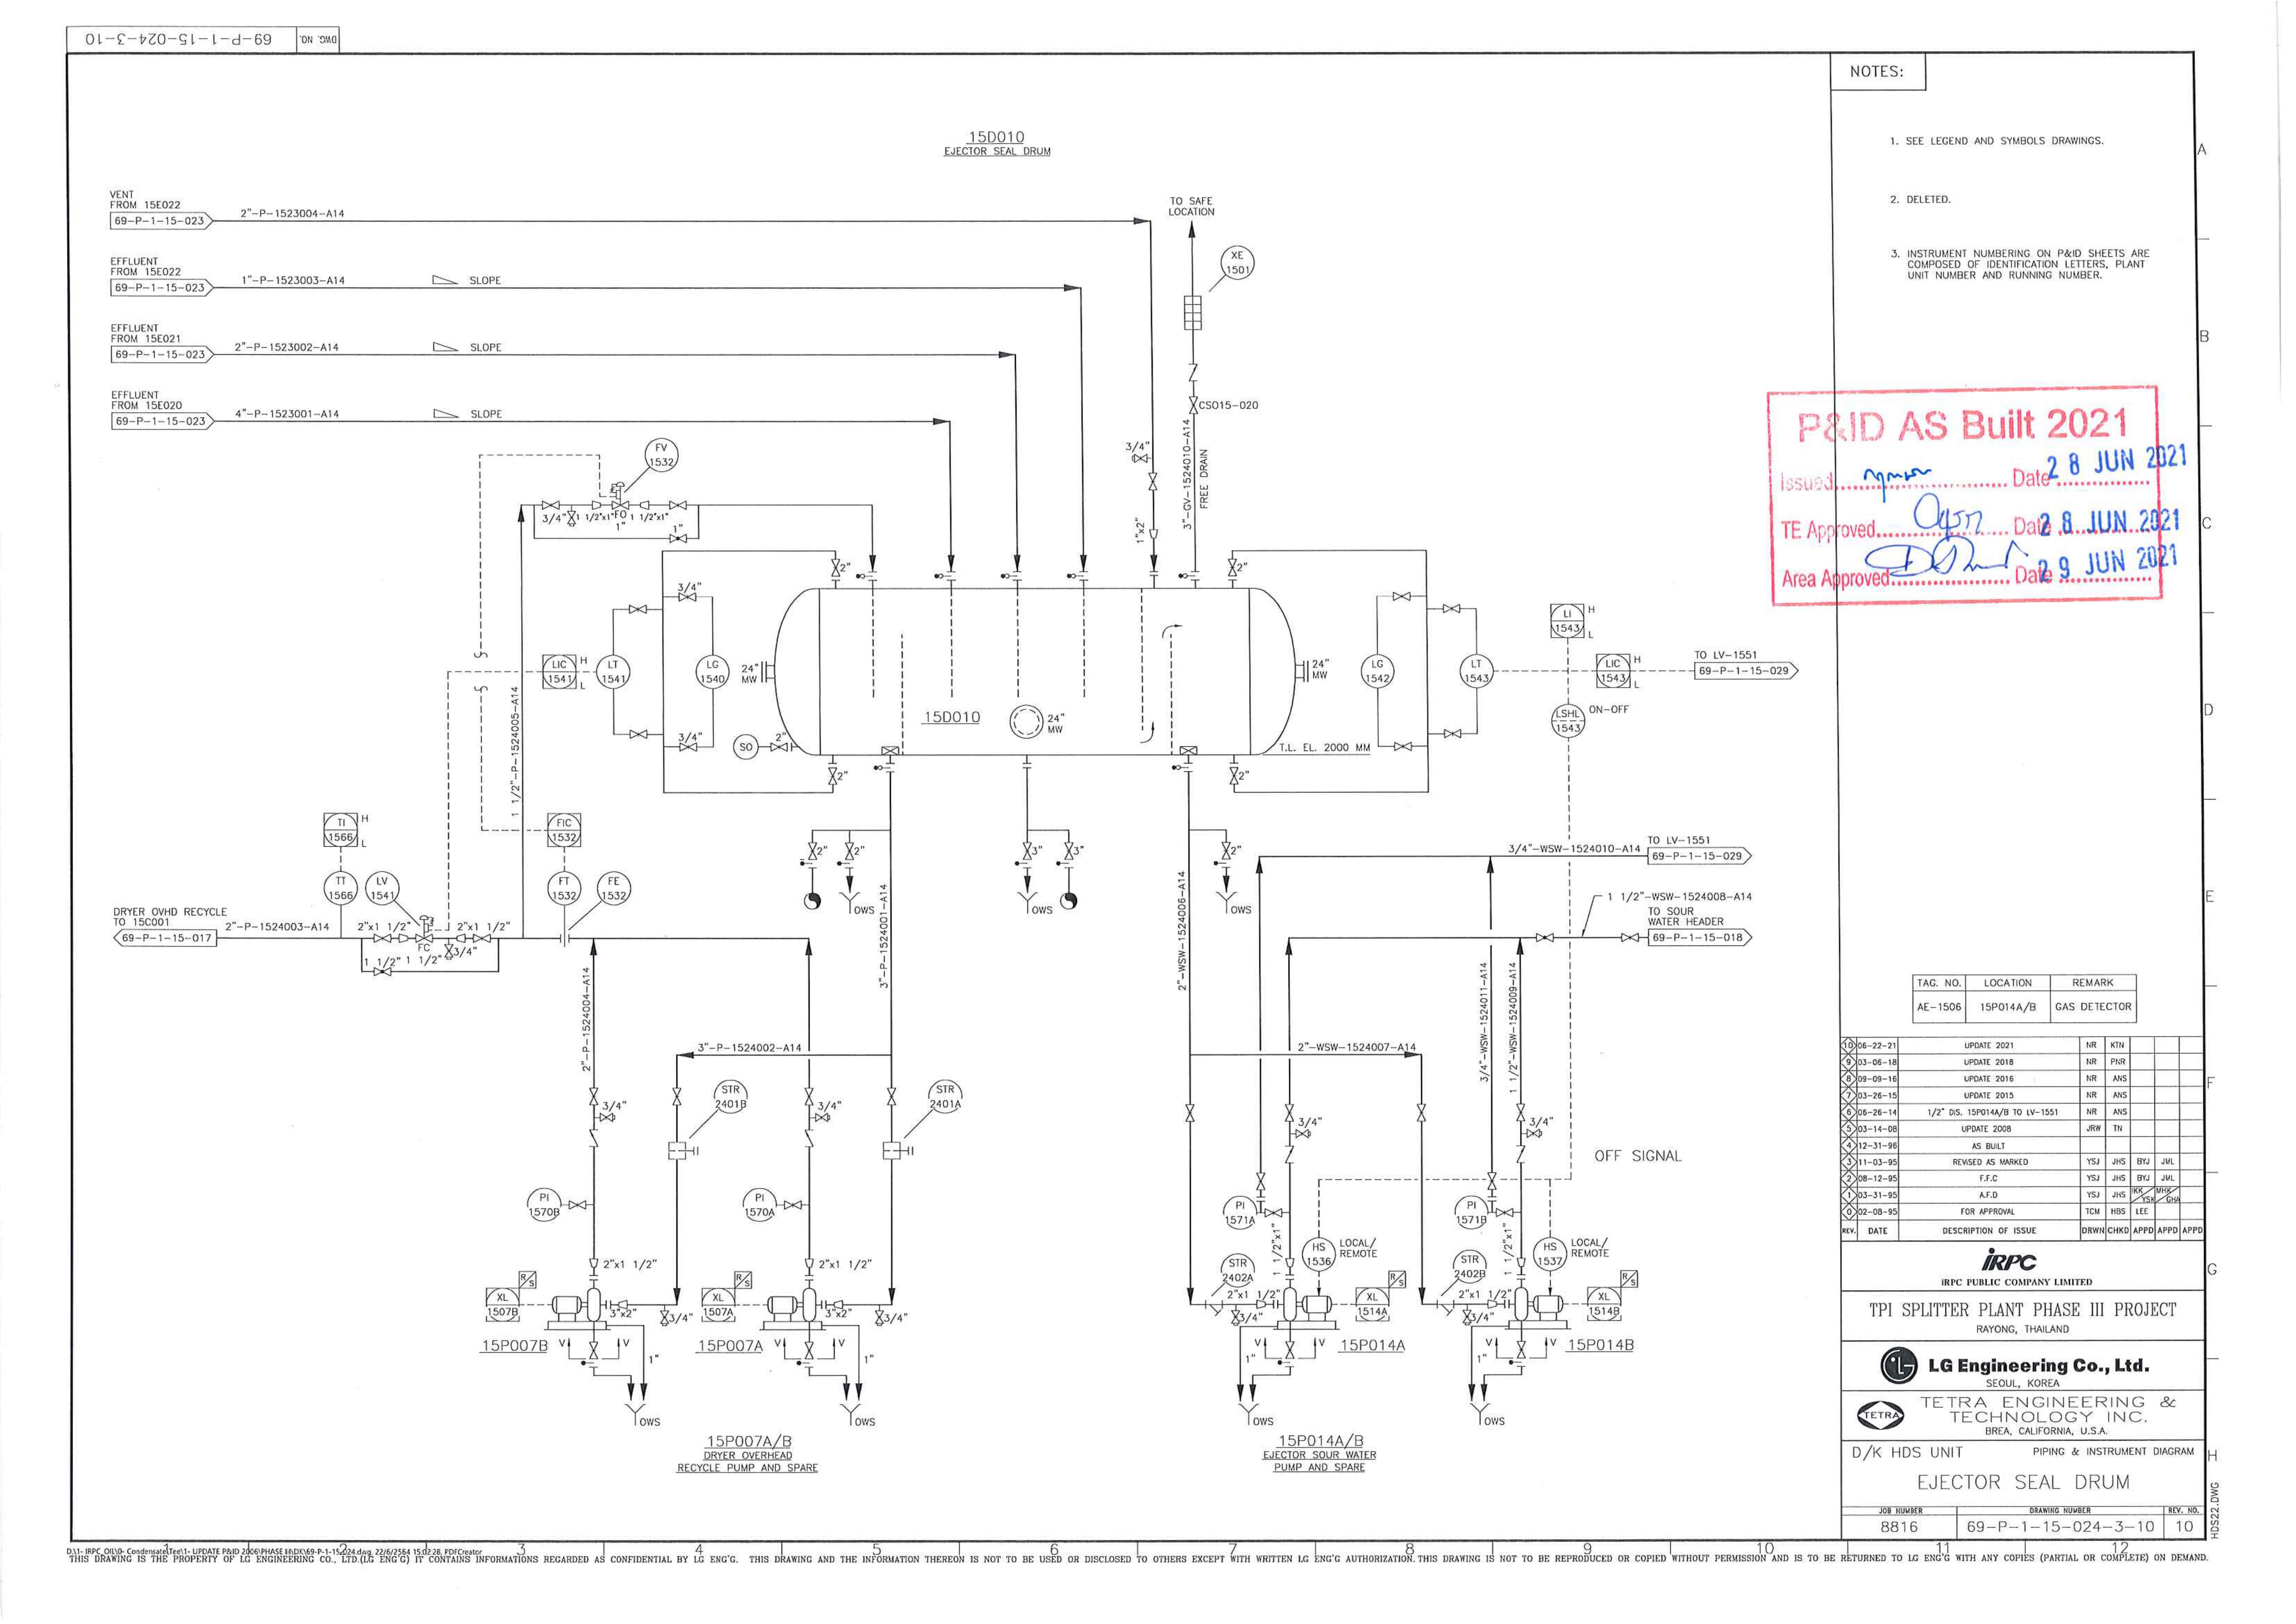 69-P-1-15-024-3-10
DWG. NO.
NOTES:
1. SEE LEGEND AND SYMBOLS DRAWINGS.
2. DELETED.
3. INSTRUMENT NUMBERING ON P&ID SHEETS ARE
COMPOSED OF IDENTIFICATION LETTERS, PLANT
UNIT NUMBER AND RUNNING NUMBER.
15D010
EJECTOR SEAL DRUM
VENT
FROM 15E022
69-P-1-15-023
2"-P-1523004-A14
EFFLUENT
FROM 15E022
69-P-1-15-023
1"-P-1523003-A14
SLOPE
EFFLUENT
FROM 15E021
69-P-1-15-023
2"-P-1523002-A14
SLOPE
EFFLUENT
FROM 15E020
69-P-1-15-023
4"-P-1523001-A14
SLOPE
TO SAFE
LOCATION
XE
1501
CSO15-020
3"-GV-1524010-A14
FREE DRAIN
3/4"
1"x2"
FV
1532
3/4"
1 1/2"x1"
FO
1 1/2"x1"
1"
1"
2"
2"
3/4"
LIC
1541
H
L
LT
1541
LG
1540
24"
MW
3/4"
SO
2"
2"
15D010
24"
MW
24"
MW
T.L. EL. 2000 MM
2"
LG
1542
LT
1543
LI
1543
H
L
LIC
1543
H
L
TO LV-1551
69-P-1-15-029
LSHL
1543
ON-OFF
1 1/2"-P-1524005-A14
TI
1566
H
L
TT
1566
LV
1541
FIC
1532
FT
1532
FE
1532
DRYER OVHD RECYCLE
TO 15C001
69-P-1-15-017
2"-P-1524003-A14
2"x1 1/2"
2"x1 1/2"
FC
3/4"
1 1/2"
1 1/2"
2"
2"
OWS
3"
3"
OWS
2"
OWS
3"-P-1524001-A14
2"-WSW-1524006-A14
3/4"-WSW-1524010-A14
TO LV-1551
69-P-1-15-029
1 1/2"-WSW-1524008-A14
TO SOUR
WATER HEADER
69-P-1-15-018
2"-P-1524004-A14
3"-P-1524002-A14
2"-WSW-1524007-A14
3/4"-WSW-1524011-A14
1 1/2"-WSW-1524009-A14
STR
2401B
STR
2401A
3/4"
3/4"
3/4"
3/4"
OFF SIGNAL
PI
1570B
PI
1570A
PI
1571A
PI
1571B
2"x1 1/2"
2"x1 1/2"
1 1/2"x1"
1 1/2"x1"
HS
1536
LOCAL/
REMOTE
HS
1537
LOCAL/
REMOTE
STR
2402A
STR
2402B
XL
1507B
R/S
3"x2"
3/4"
XL
1507A
R/S
3"x2"
3/4"
2"x1 1/2"
3/4"
XL
1514A
R/S
2"x1 1/2"
3/4"
XL
1514B
R/S
15P007B
V
V
1"
OWS
15P007A
V
V
1"
OWS
15P014A
V
V
1"
OWS
15P014B
V
V
1"
OWS
15P007A/B
DRYER OVERHEAD
RECYCLE PUMP AND SPARE
15P014A/B
EJECTOR SOUR WATER
PUMP AND SPARE
P&ID AS Built 2021
Issued Date 28 JUN 2021
TE Approved Date 28 JUN 2021
Area Approved Date 29 JUN 2021
TAG. NO. LOCATION REMARK
AE-1506 15P014A/B GAS DETECTOR
10 06-22-21 UPDATE 2021 NR KTN
9 03-06-18 UPDATE 2018 NR PNR
8 09-09-16 UPDATE 2016 NR ANS
7 03-26-15 UPDATE 2015 NR ANS
6 06-26-14 1/2" DIS. 15P014A/B TO LV-1551 NR ANS
5 03-14-08 UPDATE 2008 JRW TN
4 12-31-96 AS BUILT
3 11-03-95 REVISED AS MARKED YSJ JHS BYJ JML
2 08-12-95 F.F.C YSJ JHS BYJ JML
1 03-31-95 A.F.D YSJ JHS IKK/YSK MHK/GHA
0 02-08-95 FOR APPROVAL TCM HBS LEE
REV. DATE DESCRIPTION OF ISSUE DRWN CHKD APPD APPD APPD
iRPC
IRPC PUBLIC COMPANY LIMITED
TPI SPLITTER PLANT PHASE III PROJECT
RAYONG, THAILAND
LG Engineering Co., Ltd.
SEOUL, KOREA
TETRA
TETRA ENGINEERING &
TECHNOLOGY INC.
BREA, CALIFORNIA, U.S.A.
D/K HDS UNIT PIPING & INSTRUMENT DIAGRAM
EJECTOR SEAL DRUM
JOB NUMBER DRAWING NUMBER REV. NO.
8816 69-P-1-15-024-3-10 10
HDS22.DWG
A
B
C
D
E
F
G
H
1 2 3 4 5 6 7 8 9 10 11 12
D:\1- IRPC_OIL\0- Condensate\Tee\1- UPDATE P&ID 2006\PHASE III\DK\69-P-1-15-024.dwg, 22/6/2564 15:02:28, PDFCreator
THIS DRAWING IS THE PROPERTY OF LG ENGINEERING CO., LTD.(LG ENG'G) IT CONTAINS INFORMATIONS REGARDED AS CONFIDENTIAL BY LG ENG'G. THIS DRAWING AND THE INFORMATION THEREON IS NOT TO BE USED OR DISCLOSED TO OTHERS EXCEPT WITH WRITTEN LG ENG'G AUTHORIZATION. THIS DRAWING IS NOT TO BE REPRODUCED OR COPIED WITHOUT PERMISSION AND IS TO BE RETURNED TO LG ENG'G WITH ANY COPIES (PARTIAL OR COMPLETE) ON DEMAND.